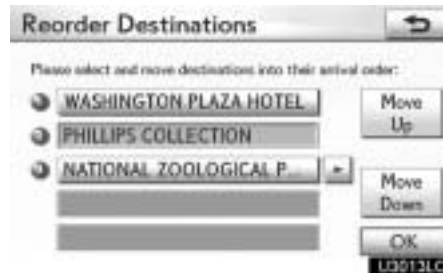 Reorder Destinations
Please select and move destinations into their arrival order:
WASHINGTON PLAZA HOTEL
PHILLIPS COLLECTION
NATIONAL ZOOLOGICAL P...
Move
Up
Move
Down
OK